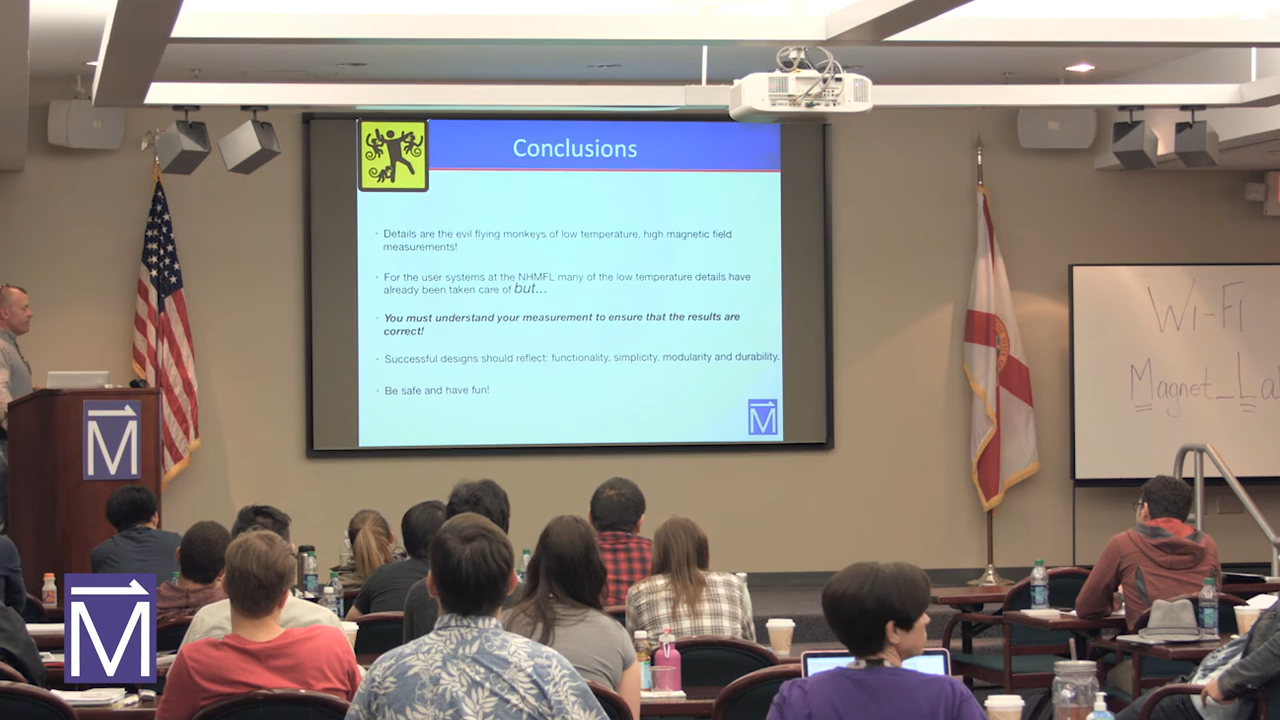 Conclusions
· Details are the evil flying monkeys of low temperature, high magnetic field
measurements!
· For the user systems at the NHMFL many of the low temperature details have
already been taken care of but...
· You must understand your measurement to ensure that the results are
correct!
· Successful designs should reflect: functionality, simplicity, modularity and durability.
· Be safe and have fun!
M
M
M
Wi-Fi
Magnet_La